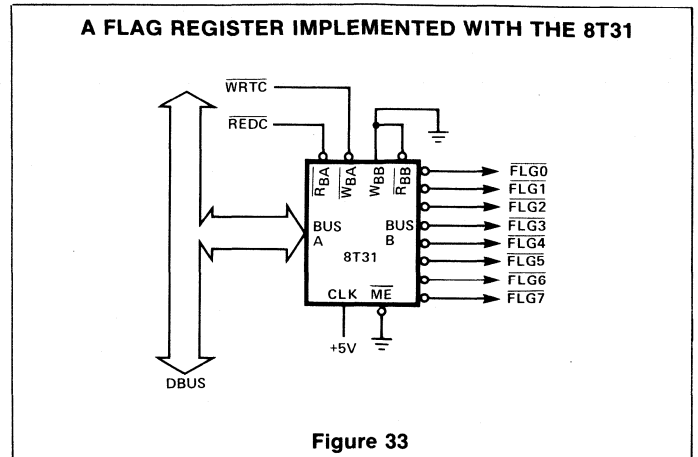 A FLAG REGISTER IMPLEMENTED WITH THE 8T31
WRTC
REDC
RBA WBA WBB RBB
FLG0
FLG1
FLG2
FLG3
FLG4
FLG5
FLG6
FLG7
BUS A
BUS B
8T31
CLK ME
+5V
DBUS
Figure 33